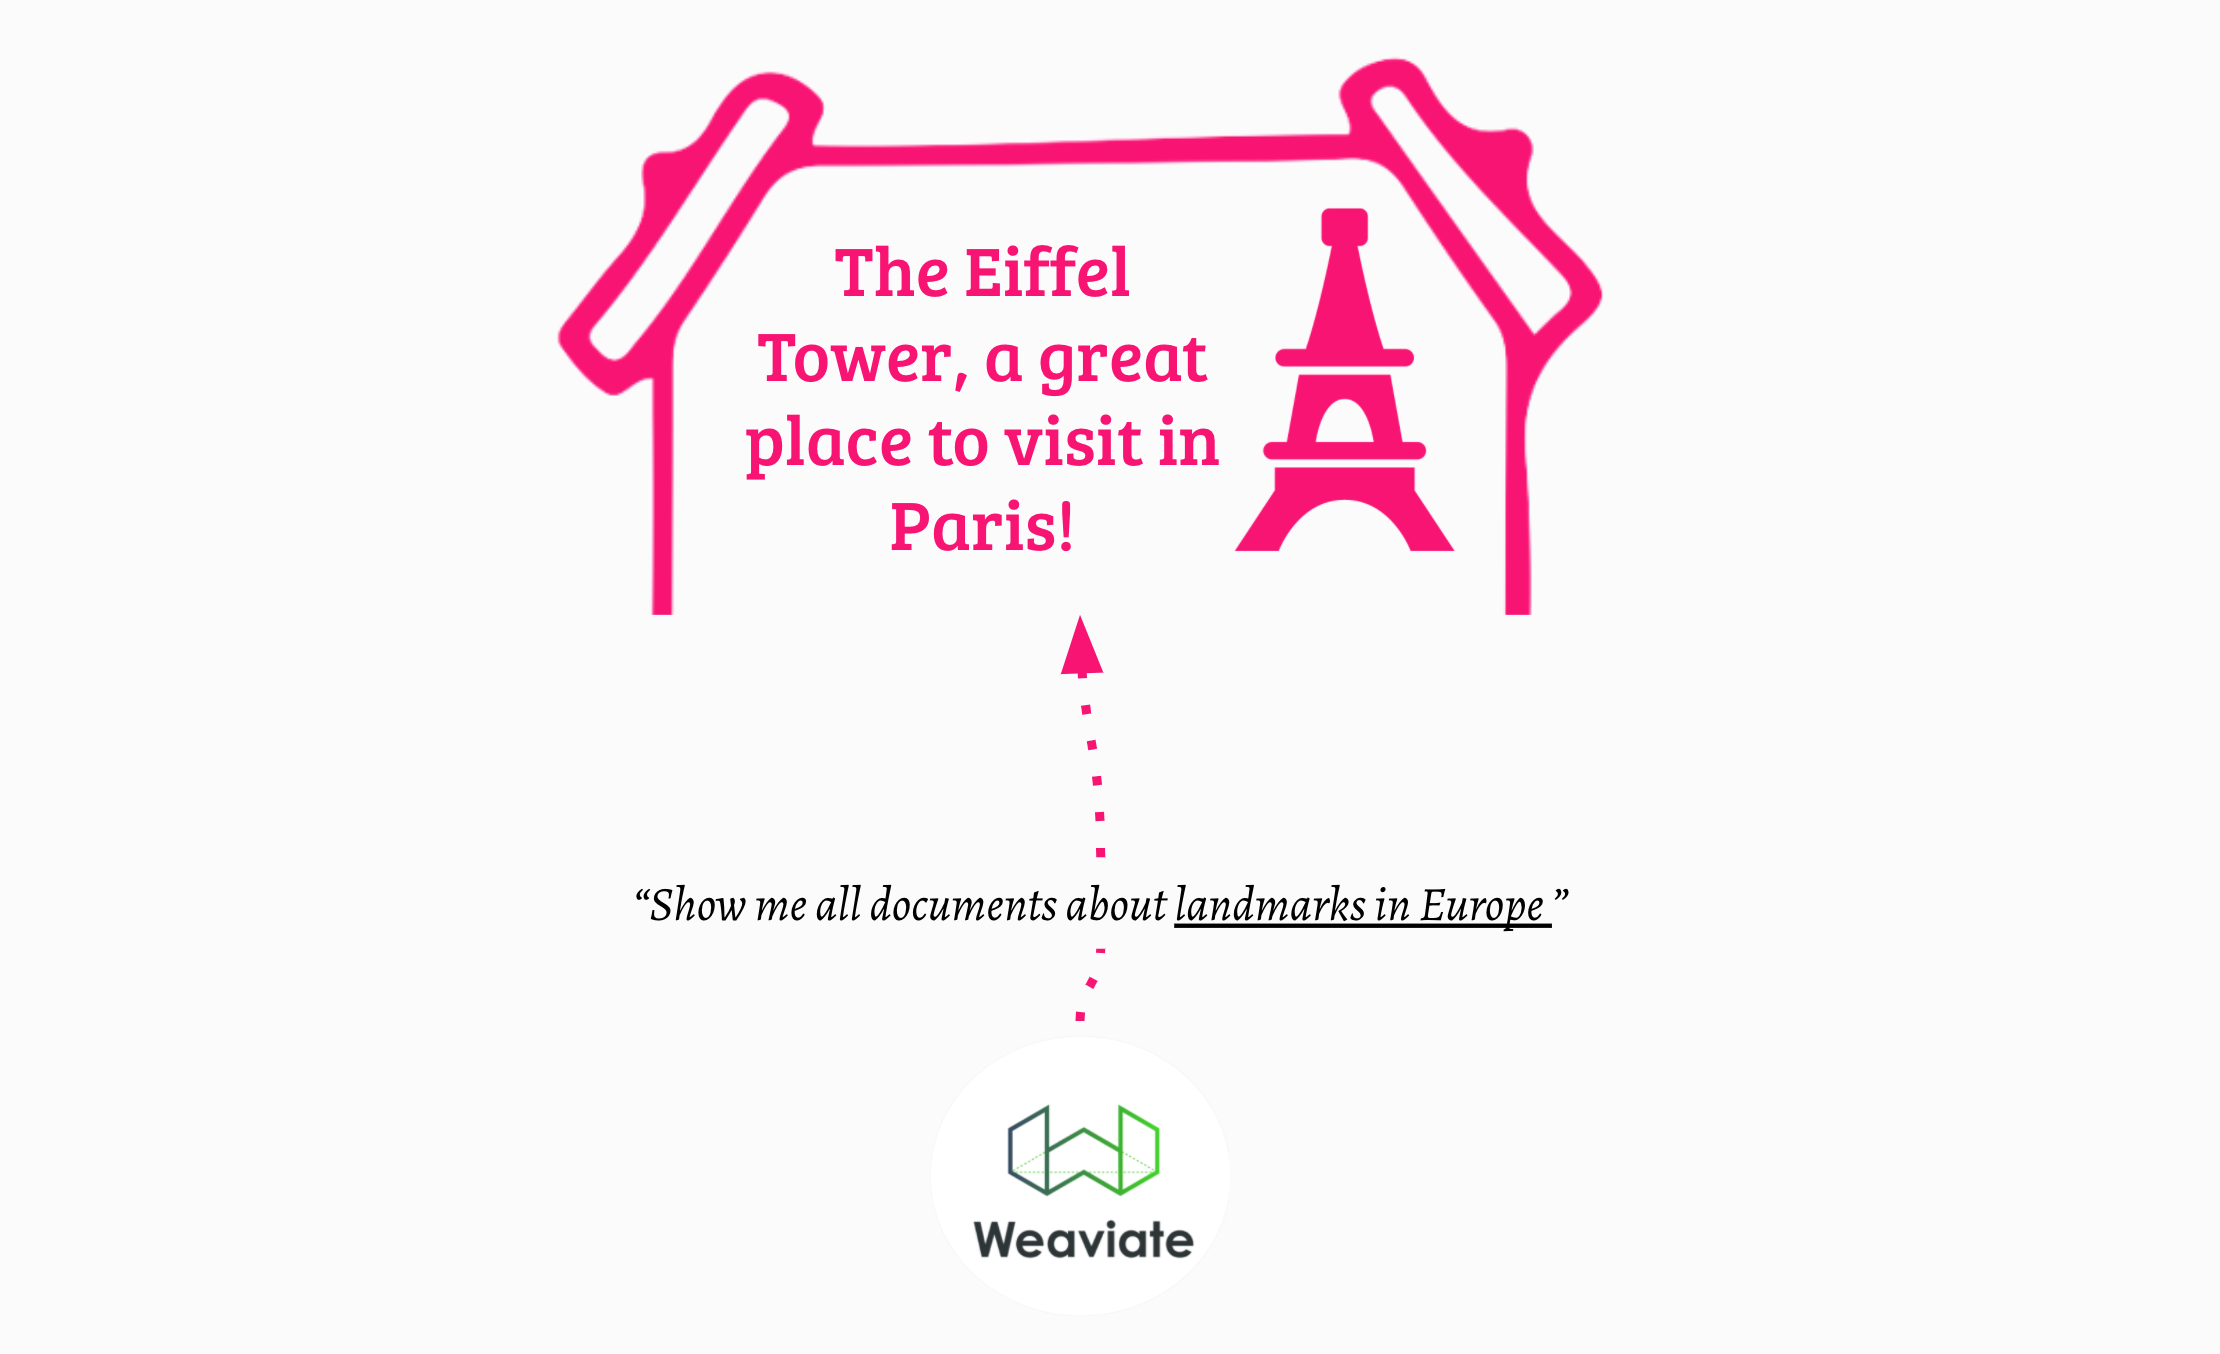 The Eiffel
Tower, a great
place to visit in
Paris!
“Show me all documents about landmarks in Europe ”
Weaviate